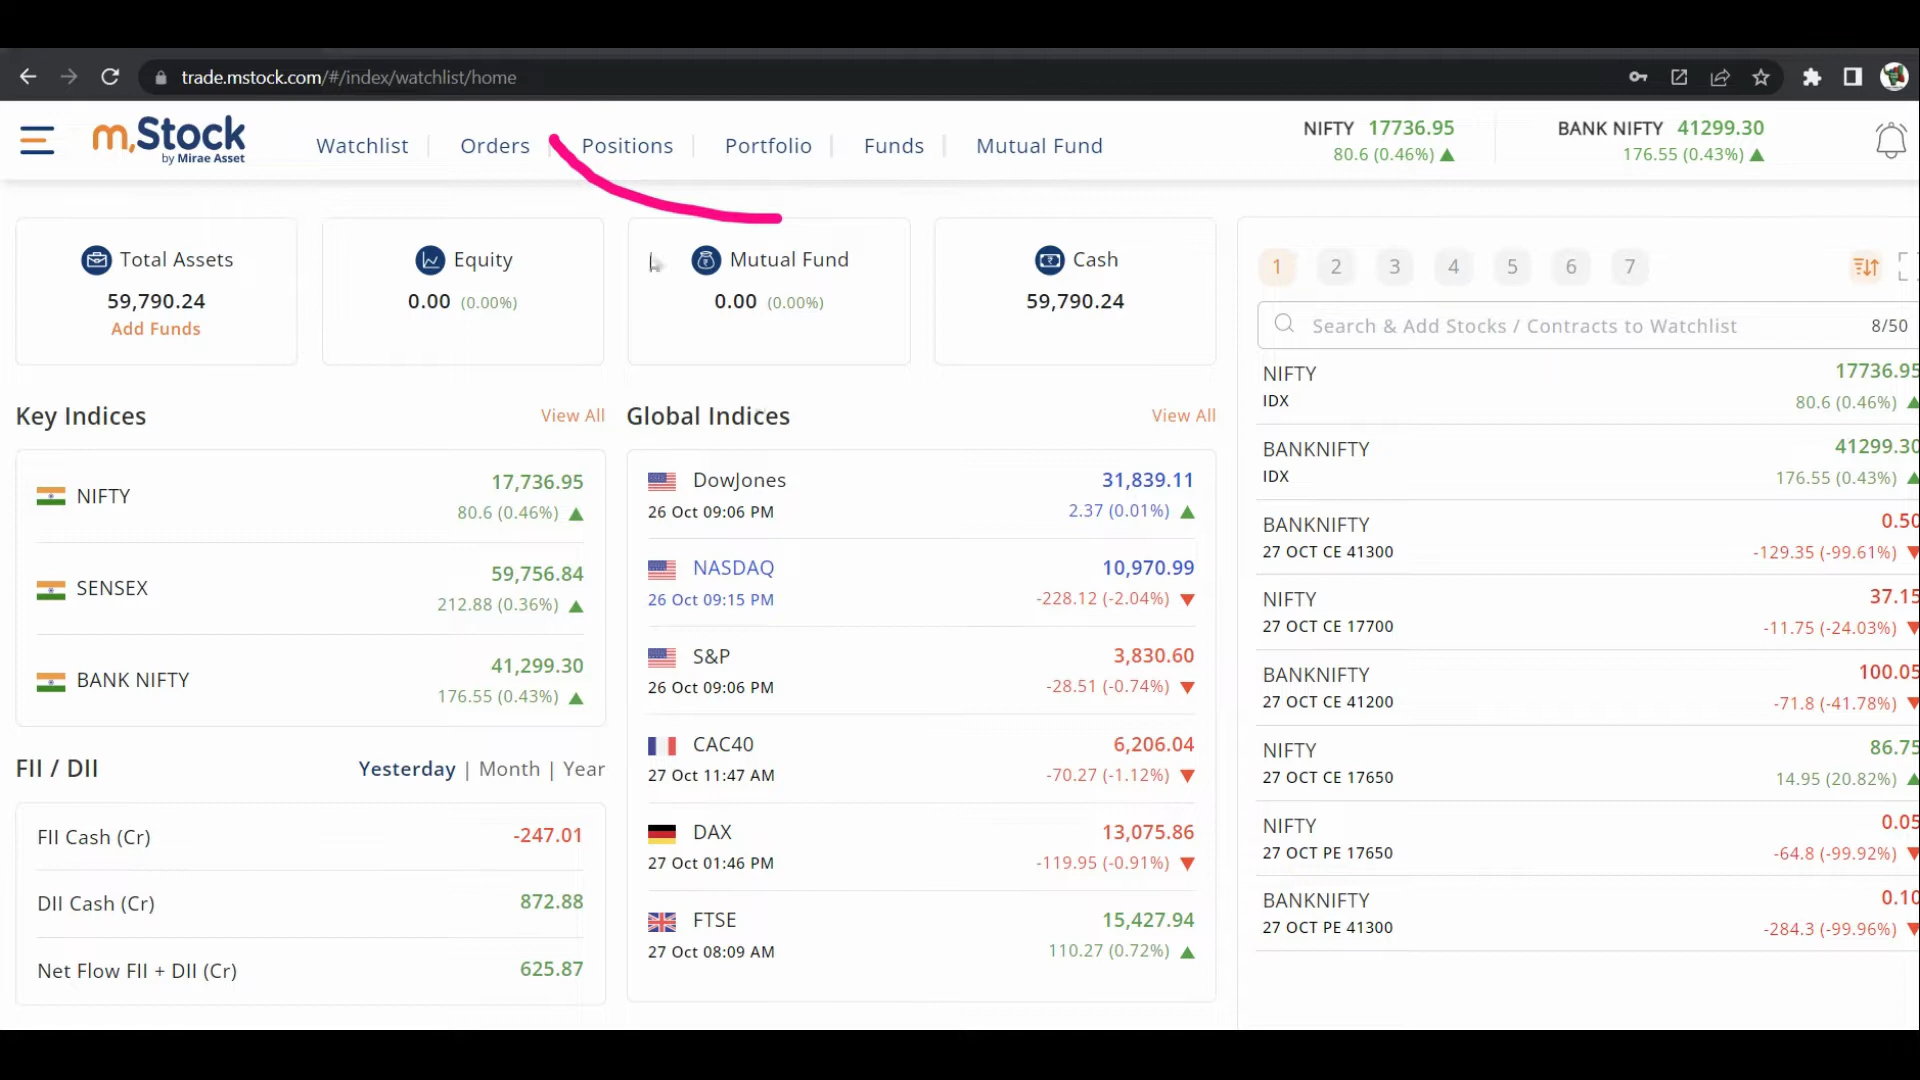 trade.mstock.com/#/index/watchlist/home
m.Stock
by Mirae Asset
Watchlist
Orders
Positions
Portfolio
Funds
Mutual Fund
NIFTY 17736.95
80.6 (0.46%)
BANK NIFTY 41299.30
176.55 (0.43%)
Total Assets
59,790.24
Add Funds
Equity
0.00 (0.00%)
Mutual Fund
0.00 (0.00%)
Cash
59,790.24
Key Indices View All
NIFTY 17,736.95
80.6 (0.46%)
SENSEX 59,756.84
212.88 (0.36%)
BANK NIFTY 41,299.30
176.55 (0.43%)
FII / DII Yesterday | Month | Year
FII Cash (Cr) -247.01
DII Cash (Cr) 872.88
Net Flow FII + DII (Cr) 625.87
Global Indices View All
DowJones 31,839.11
26 Oct 09:06 PM 2.37 (0.01%)
NASDAQ 10,970.99
26 Oct 09:15 PM -228.12 (-2.04%)
S&P 3,830.60
26 Oct 09:06 PM -28.51 (-0.74%)
CAC40 6,206.04
27 Oct 11:47 AM -70.27 (-1.12%)
DAX 13,075.86
27 Oct 01:46 PM -119.95 (-0.91%)
FTSE 15,427.94
27 Oct 08:09 AM 110.27 (0.72%)
1 2 3 4 5 6 7
Search & Add Stocks / Contracts to Watchlist 8/50
NIFTY 17736.95
IDX 80.6 (0.46%)
BANKNIFTY 41299.30
IDX 176.55 (0.43%)
BANKNIFTY 0.50
27 OCT CE 41300 -129.35 (-99.61%)
NIFTY 37.15
27 OCT CE 17700 -11.75 (-24.03%)
BANKNIFTY 100.05
27 OCT CE 41200 -71.8 (-41.78%)
NIFTY 86.75
27 OCT CE 17650 14.95 (20.82%)
NIFTY 0.05
27 OCT PE 17650 -64.8 (-99.92%)
BANKNIFTY 0.10
27 OCT PE 41300 -284.3 (-99.96%)